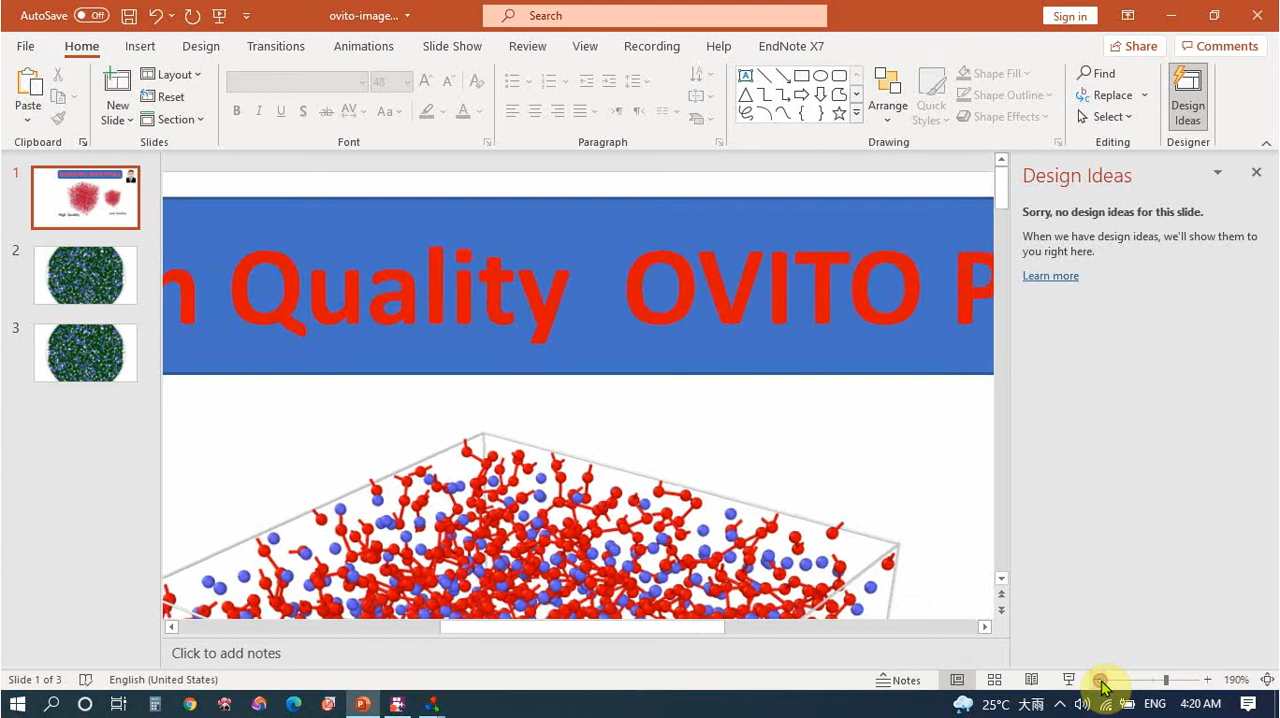 AutoSave Off ovito-image... Search Sign in
File Home Insert Design Transitions Animations Slide Show Review View Recording Help EndNote X7 Share Comments
Paste New Slide Layout Reset Section 48 Arrange Quick Styles Shape Fill Shape Outline Shape Effects Find Replace Select Design Ideas
Clipboard Slides Font Paragraph Drawing Editing Designer
1
2
3
n Quality OVITO P
Design Ideas
Sorry, no design ideas for this slide.
When we have design ideas, we'll show them to
you right here.
Learn more
Click to add notes
Slide 1 of 3 English (United States) Notes 190%
25°C 大雨 ENG 4:20 AM